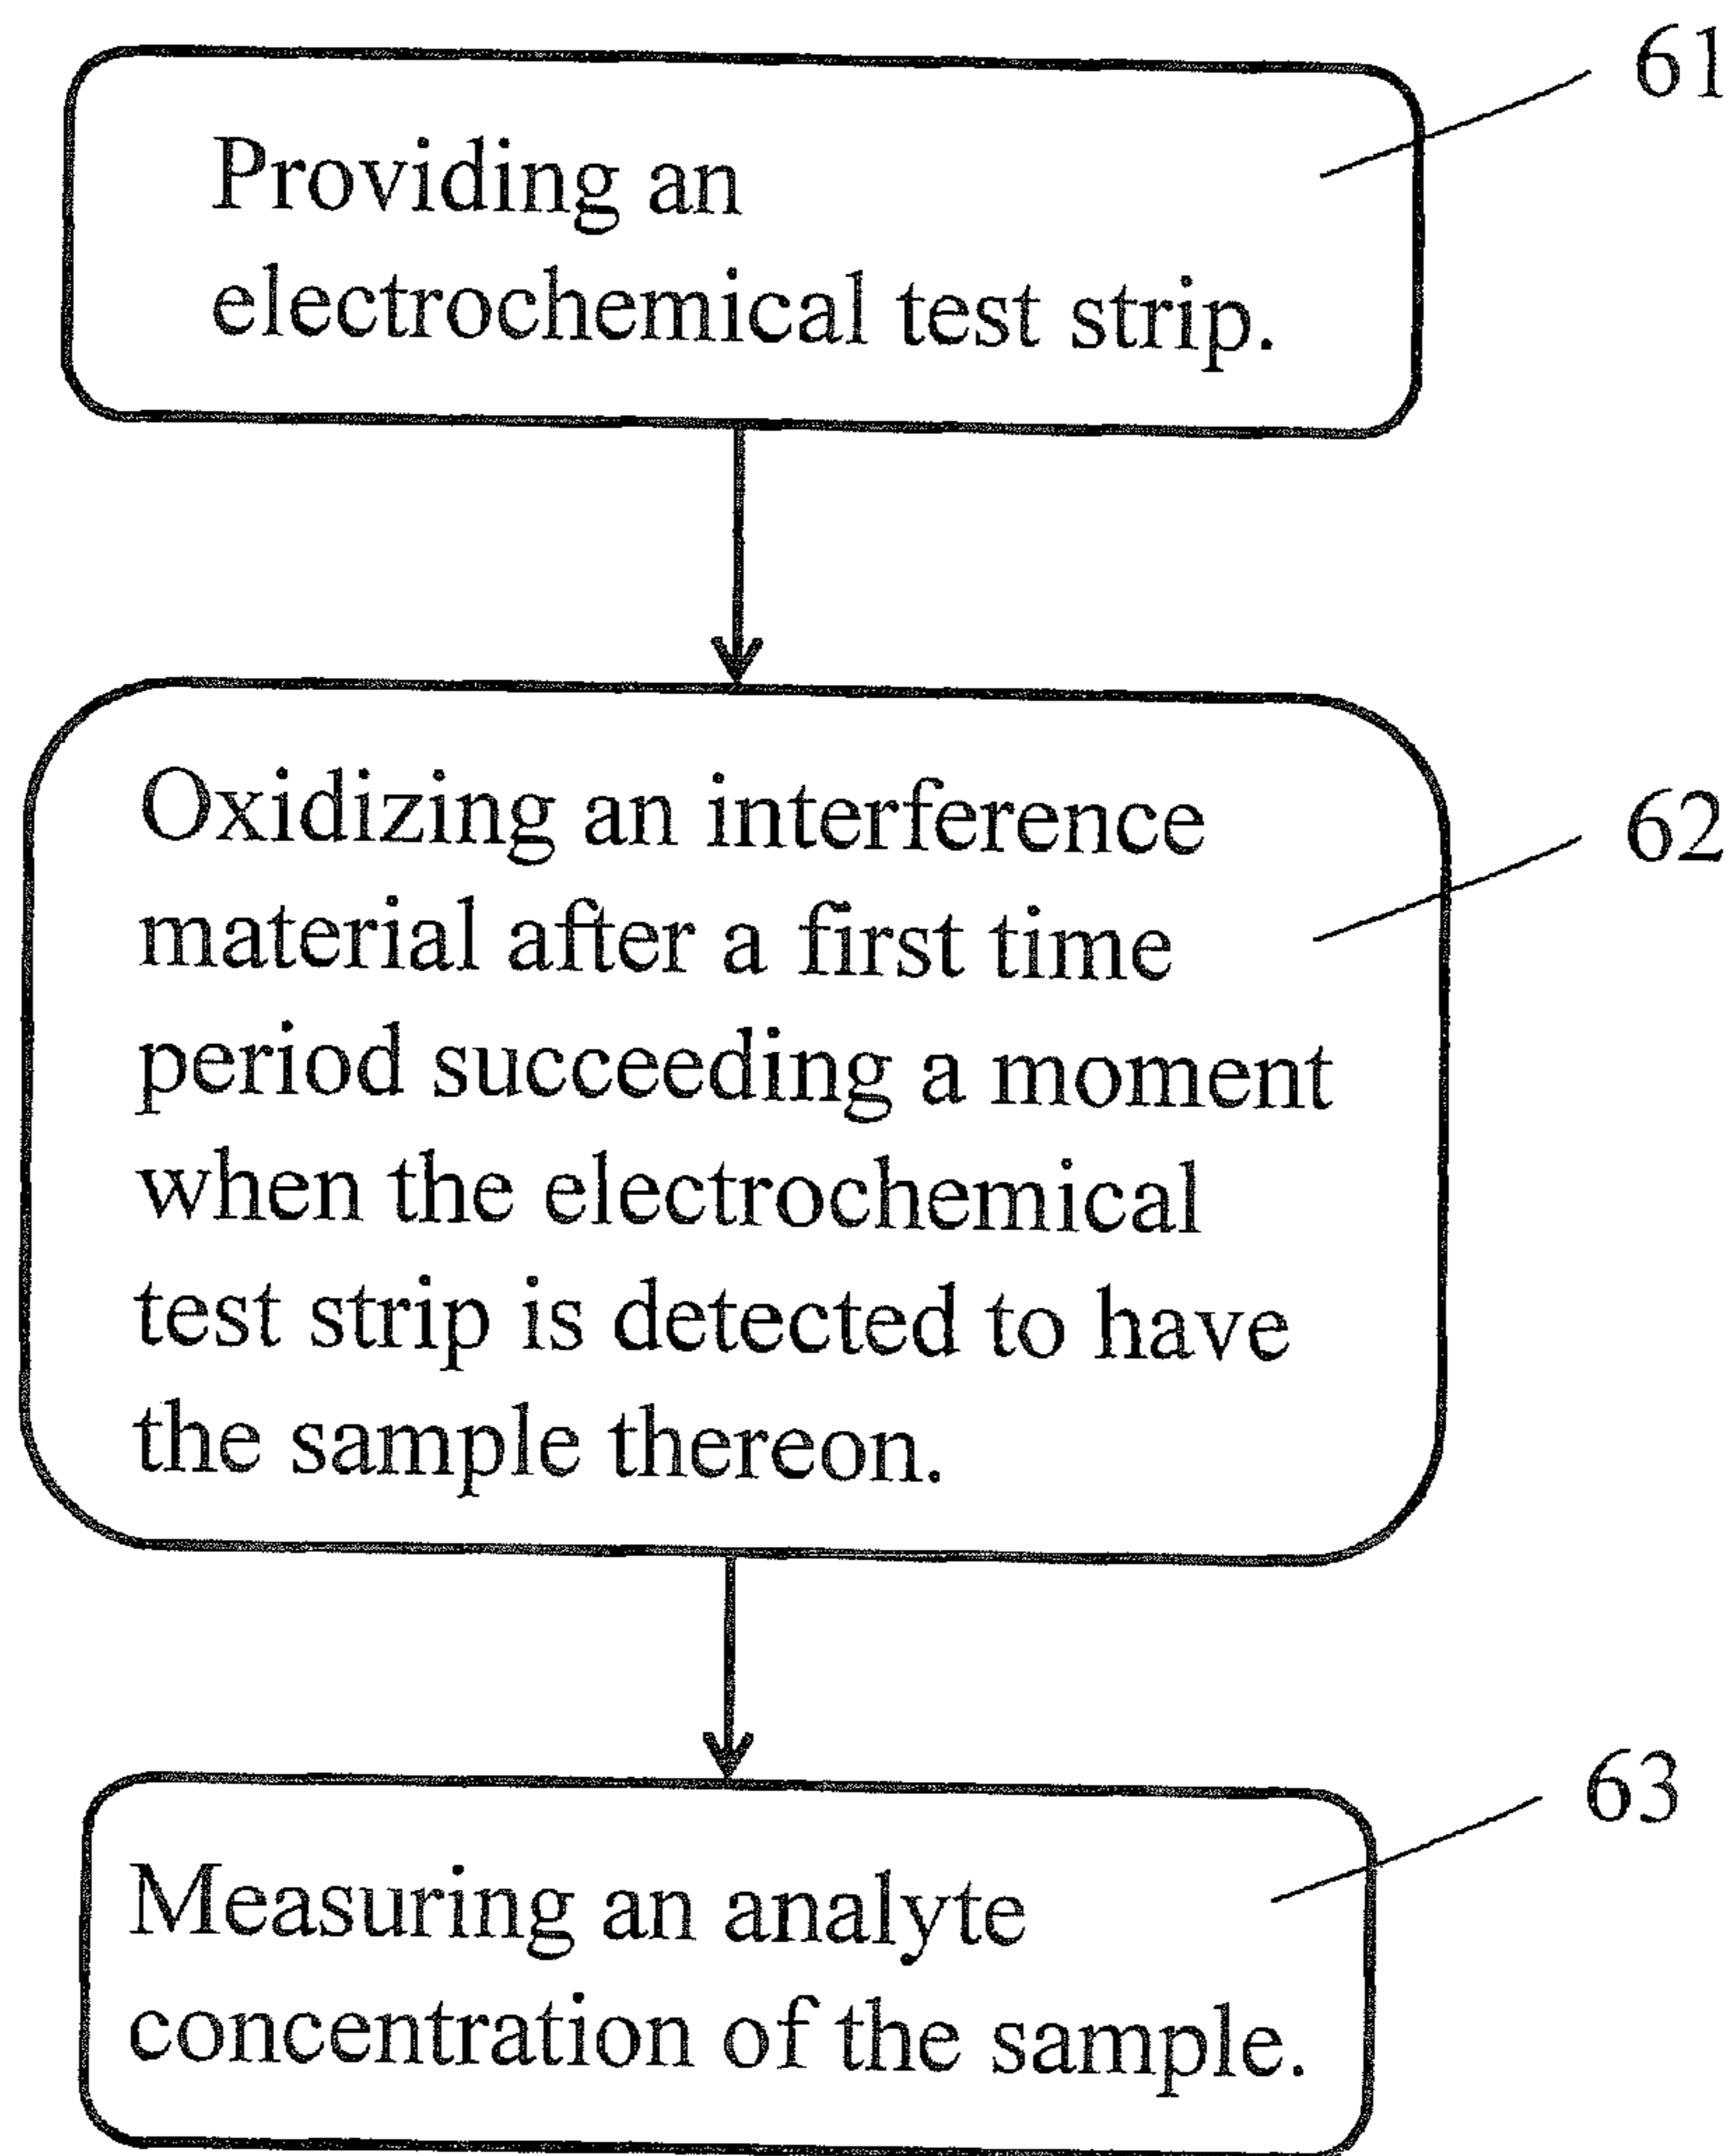 61
Providing an
electrochemical test strip.
Oxidizing an interference
62
material after a first time
period succeeding a moment
when the electrochemical
test strip is detected to have
the sample thereon.
63
Measuring an analyte
concentration of the sample.